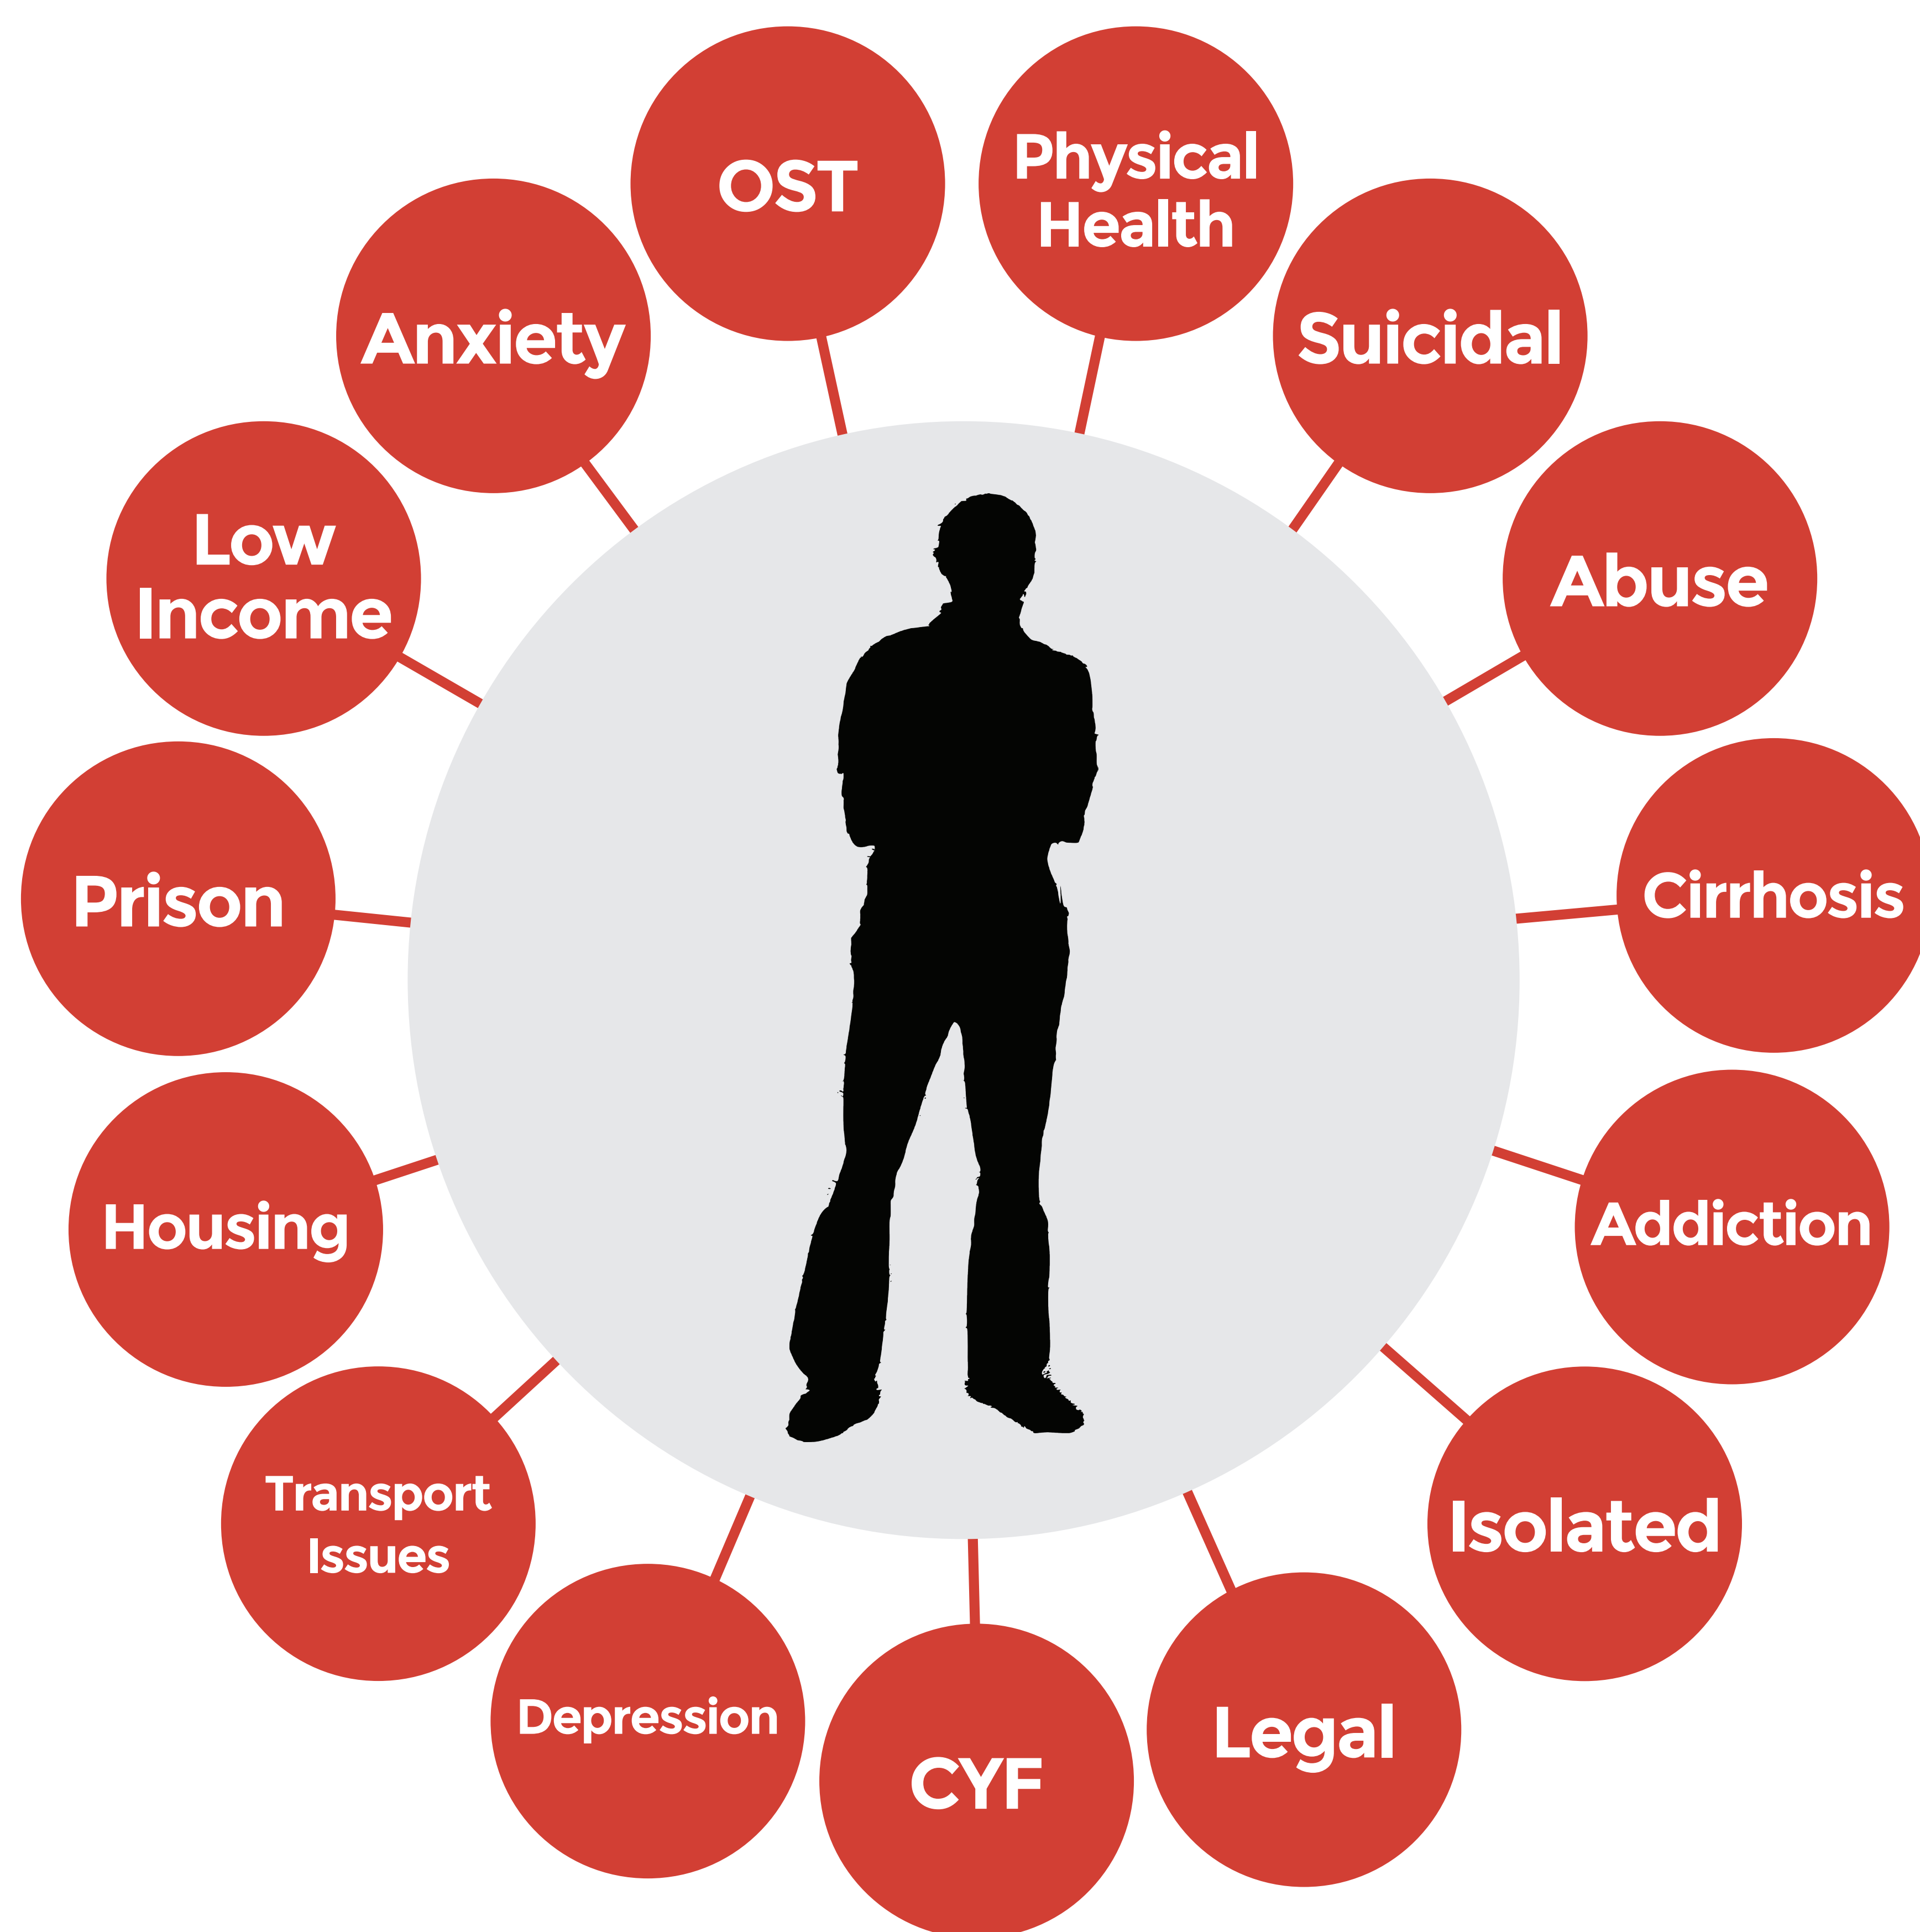 OST
Physical
Health
Suicidal
Abuse
Cirrhosis
Addiction
Isolated
Legal
CYF
Depression
Transport
Issues
Housing
Prison
Low
Income
Anxiety